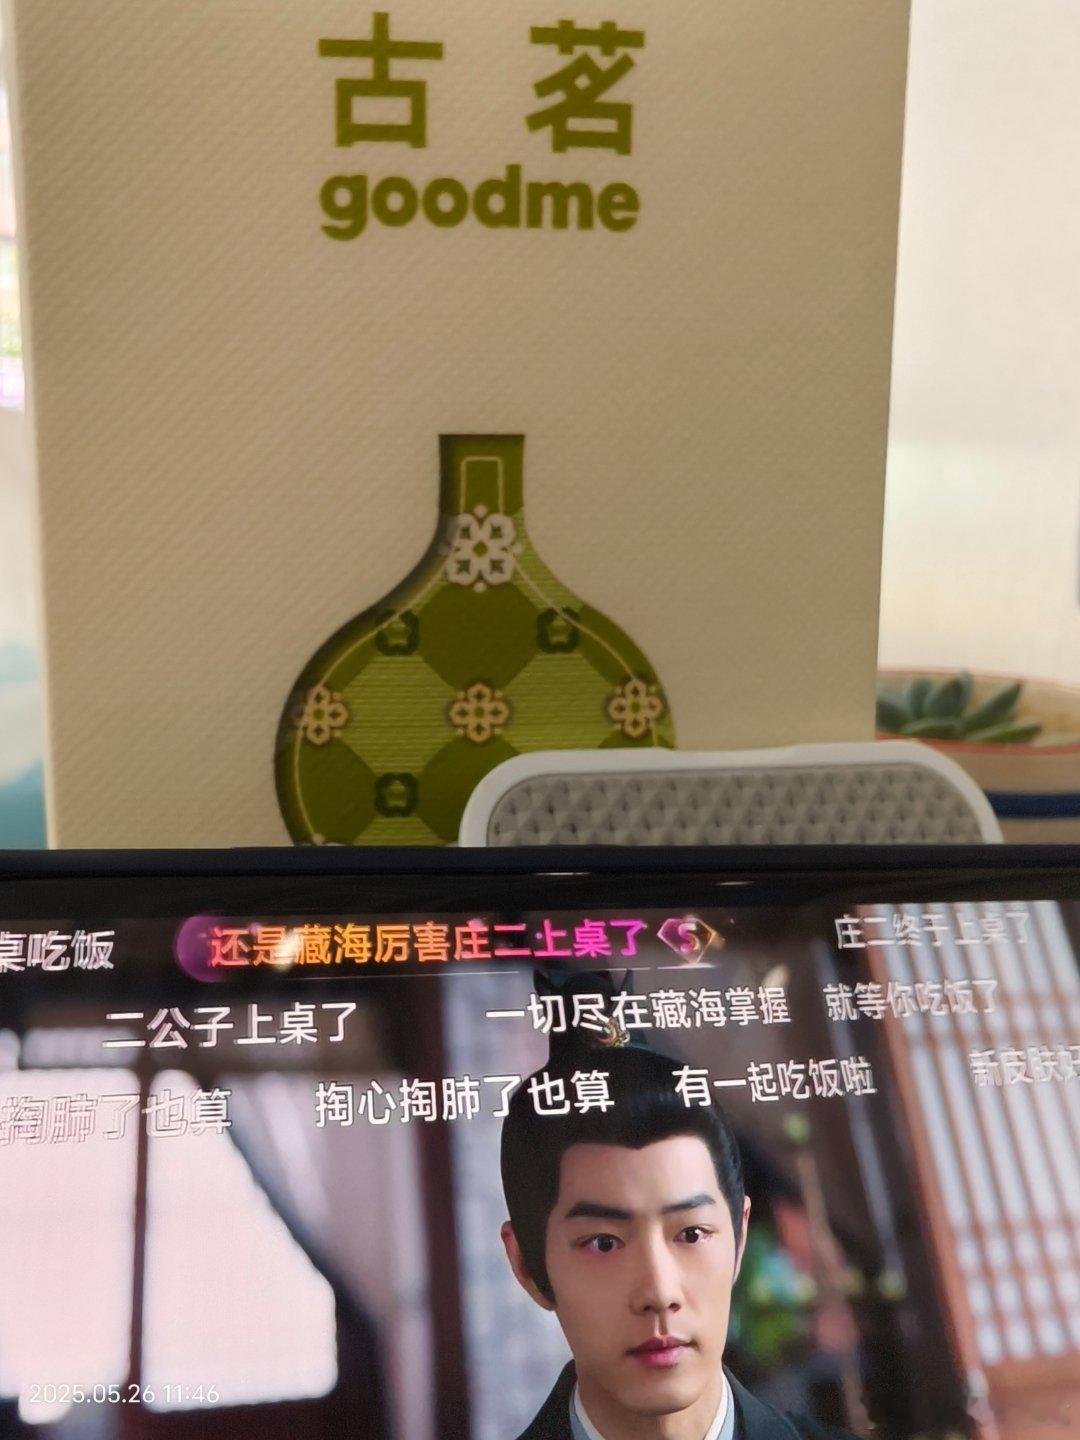 古茗
goodme
桌吃饭
还是藏海厉害庄二上桌了
庄二终于上桌了
二公子上桌了
一切尽在藏海掌握
就等你吃饭了
掏肺了也算
掏心掏肺了也算
有一起吃饭啦
新皮肤好
2025.05.26 11:46